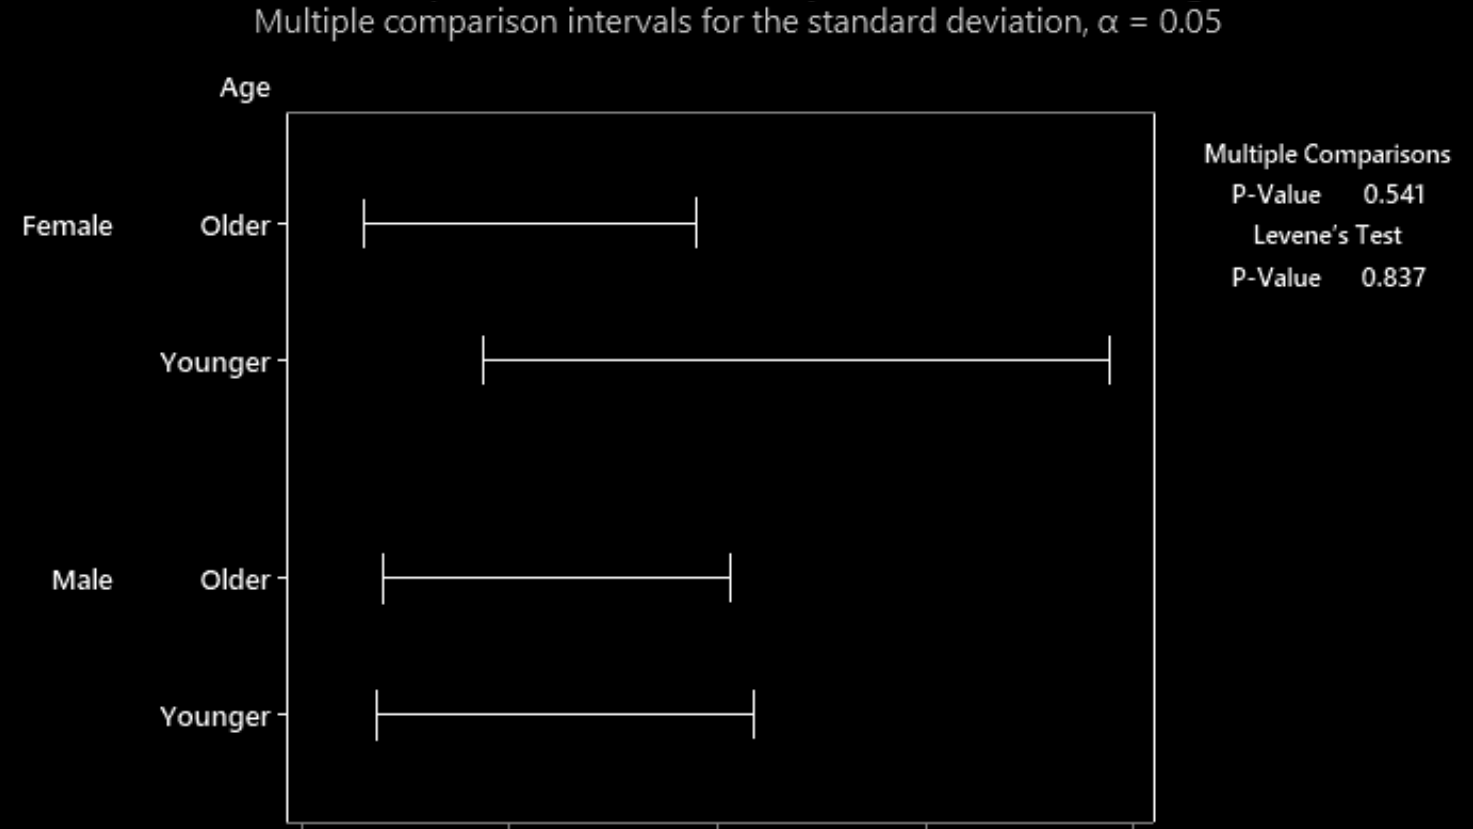 Multiple comparison intervals for the standard deviation, α = 0.05
Age
Female Older
Younger
Male Older
Younger
Multiple Comparisons
P-Value 0.541
Levene’s Test
P-Value 0.837